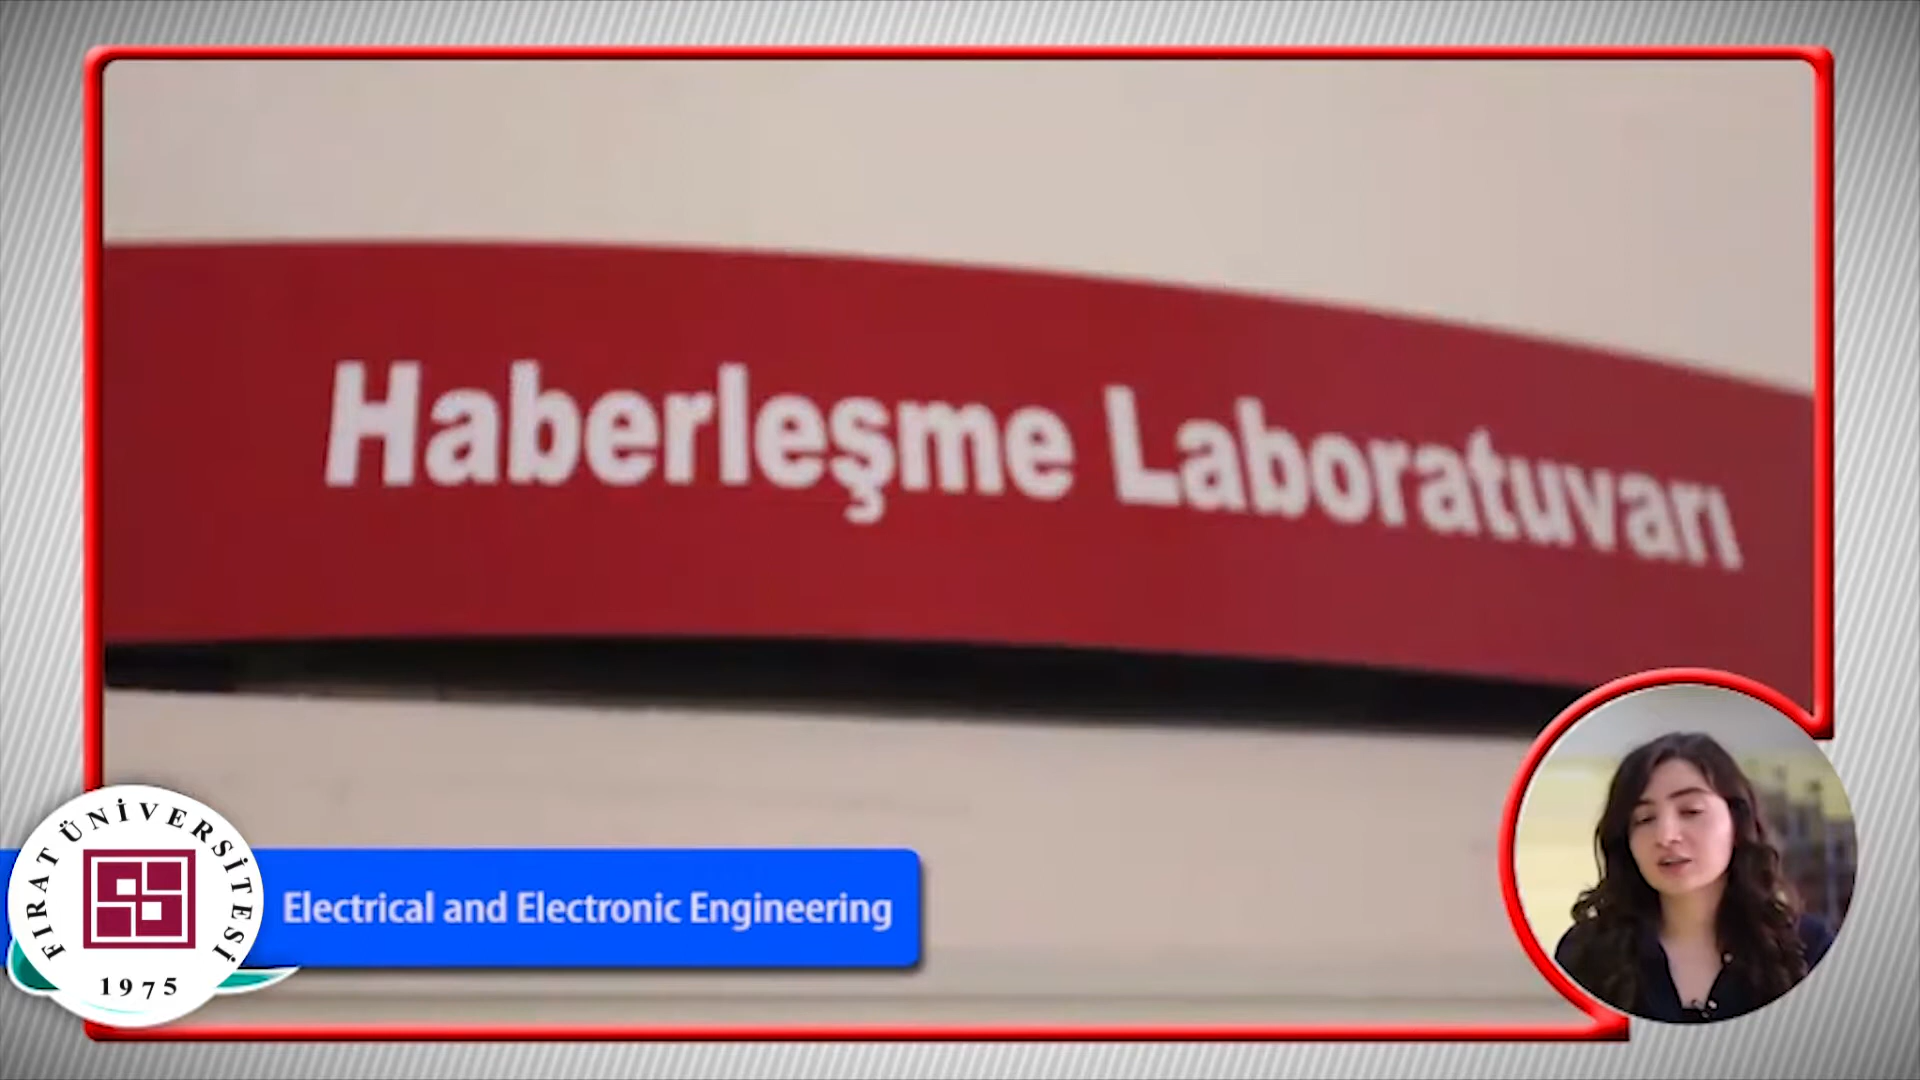 Haberleşme Laboratuvarı
FIRAT ÜNİVERSİTESİ
1975
Electrical and Electronic Engineering